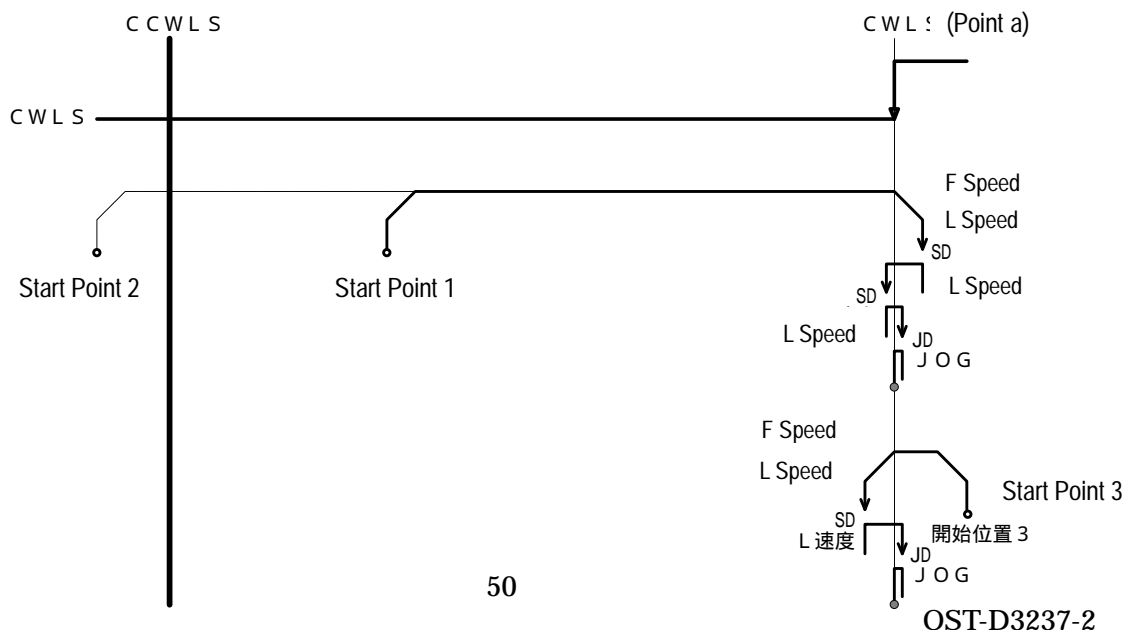 ＣＣＷＬＳ
ＣＷＬＳ (Point a)
ＣＷＬＳ
F Speed
L Speed
SD
Start Point 2
Start Point 1
L Speed
SD
L Speed
JD
ＪＯＧ
F Speed
L Speed
Start Point 3
SD
開始位置３
Ｌ速度
JD
ＪＯＧ
50
OST-D3237-2